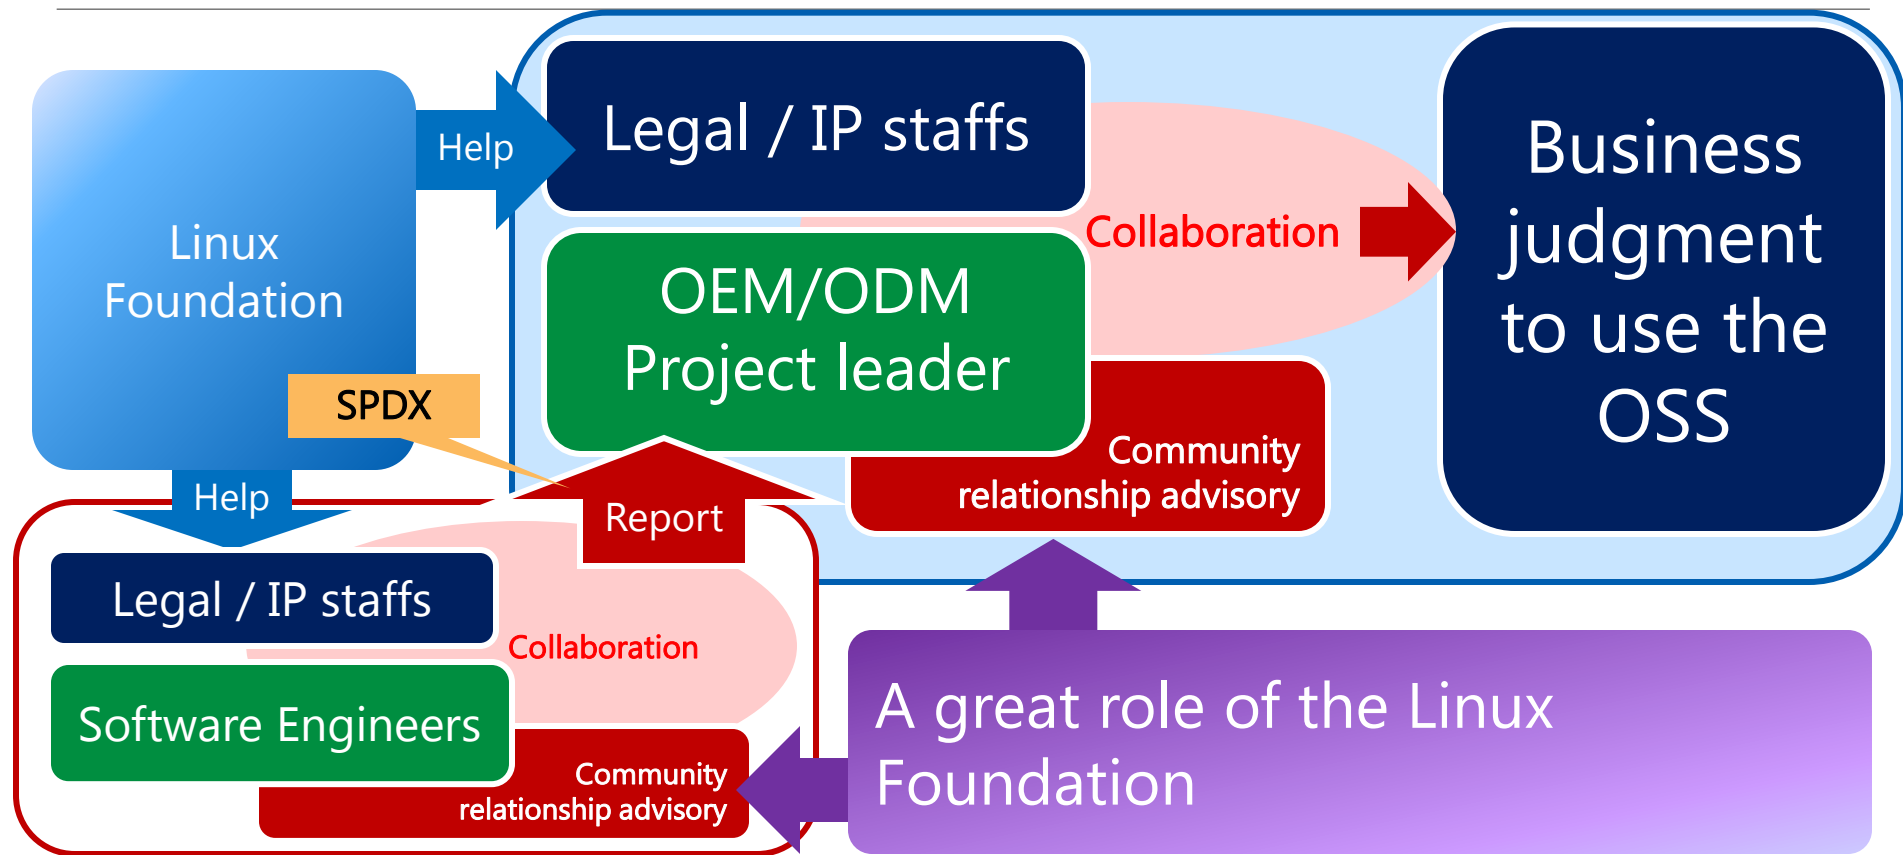 Linux
Foundation
Help
Legal / IP staffs
OEM/ODM
Project leader
Collaboration
Business
judgment
to use the
OSS
SPDX
Community
relationship advisory
Help
Report
Legal / IP staffs
Collaboration
Software Engineers
Community
relationship advisory
A great role of the Linux
Foundation